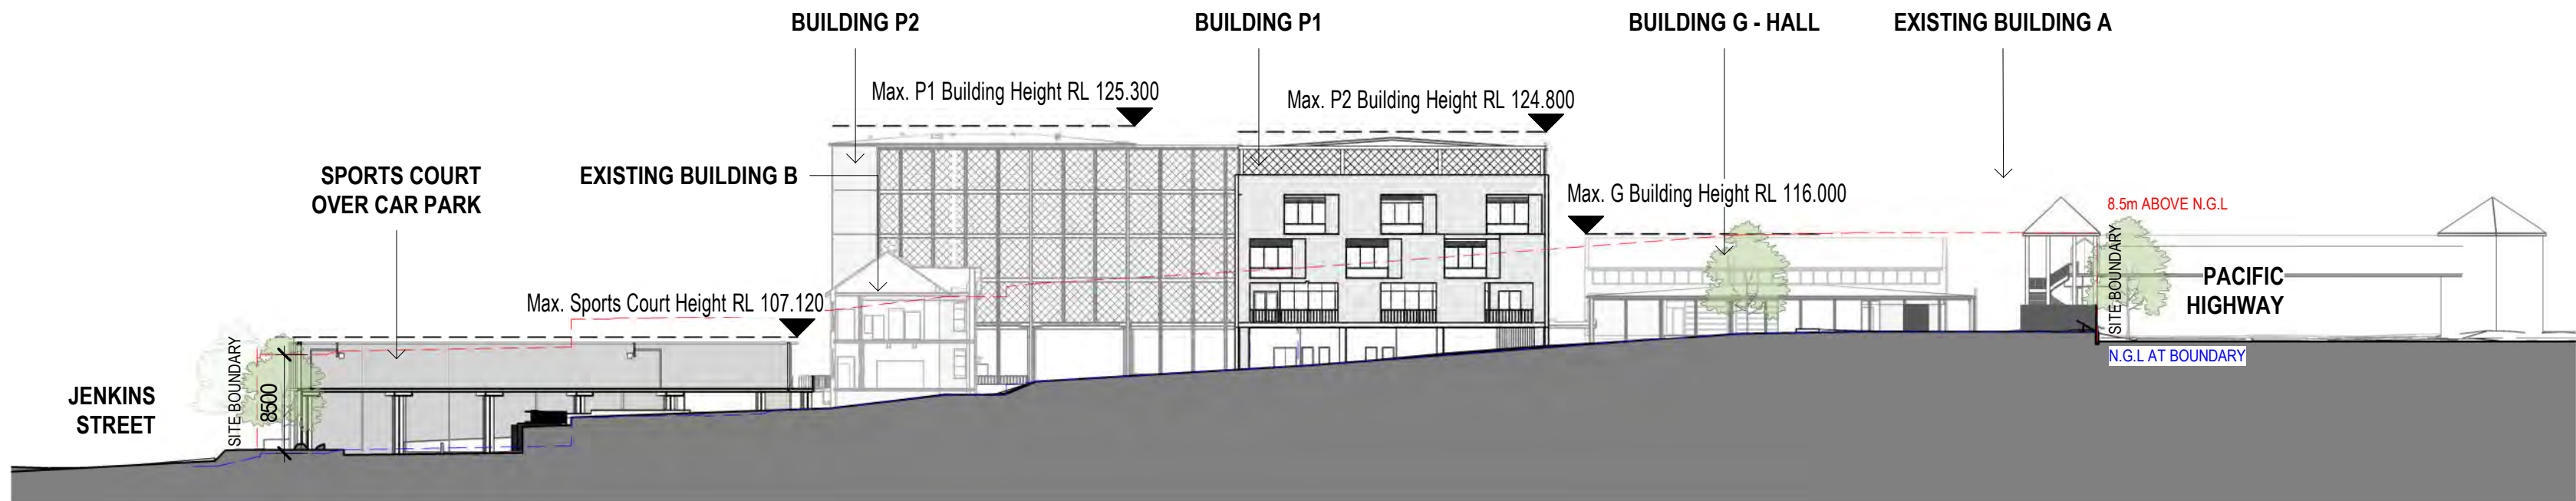 BUILDING P2
BUILDING P1
BUILDING G - HALL
EXISTING BUILDING A
Max. P1 Building Height RL 125.300
Max. P2 Building Height RL 124.800
SPORTS COURT
OVER CAR PARK
EXISTING BUILDING B
Max. G Building Height RL 116.000
8.5m ABOVE N.G.L
SITE BOUNDARY
PACIFIC
HIGHWAY
Max. Sports Court Height RL 107.120
N.G.L AT BOUNDARY
SITE BOUNDARY
8500
JENKINS
STREET